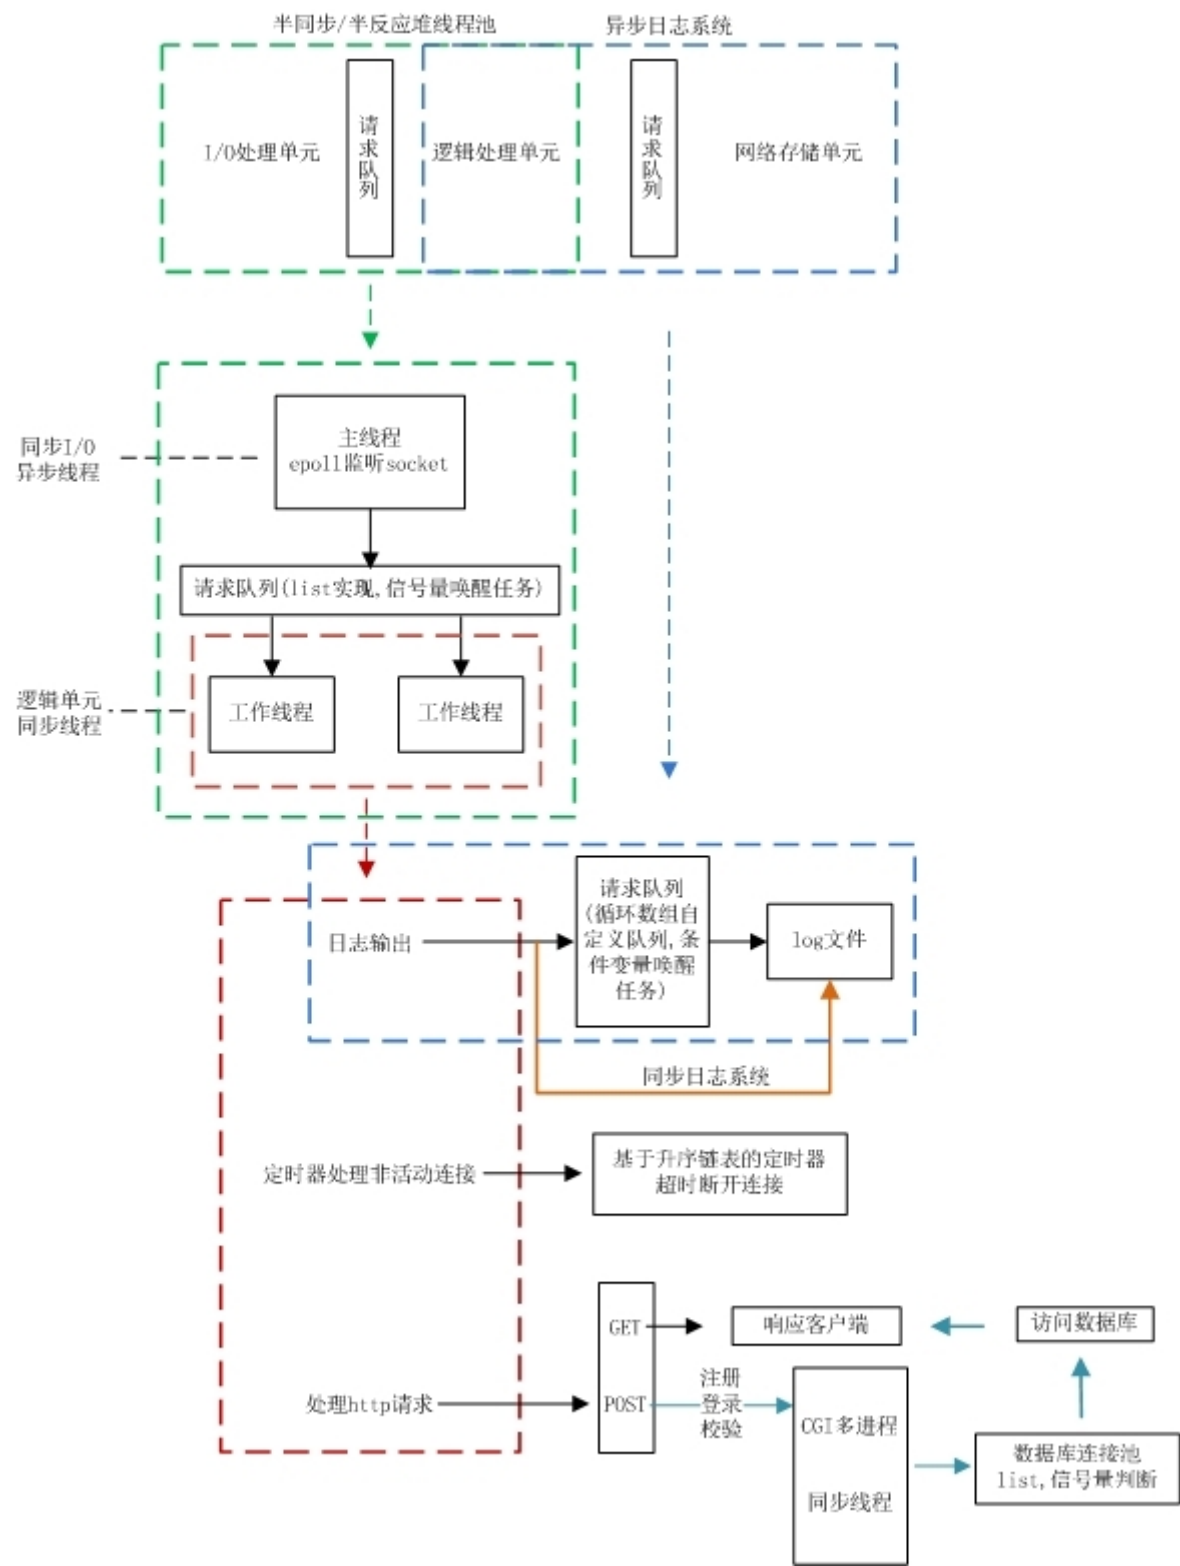 半同步/半反应堆线程池
异步日志系统
I/O处理单元
请
求
队
列
逻辑处理单元
请
求
队
列
网络存储单元
同步I/O
异步线程
主线程
epoll监听socket
请求队列(list实现,信号量唤醒任务)
逻辑单元
同步线程
工作线程
工作线程
日志输出
请求队列
(循环数组自
定义队列,条
件变量唤醒
任务)
log文件
同步日志系统
定时器处理非活动连接
基于升序链表的定时器
超时断开连接
处理http请求
GET
POST
响应客户端
访问数据库
注册
登录
校验
CGI多进程
同步线程
数据库连接池
list,信号量判断